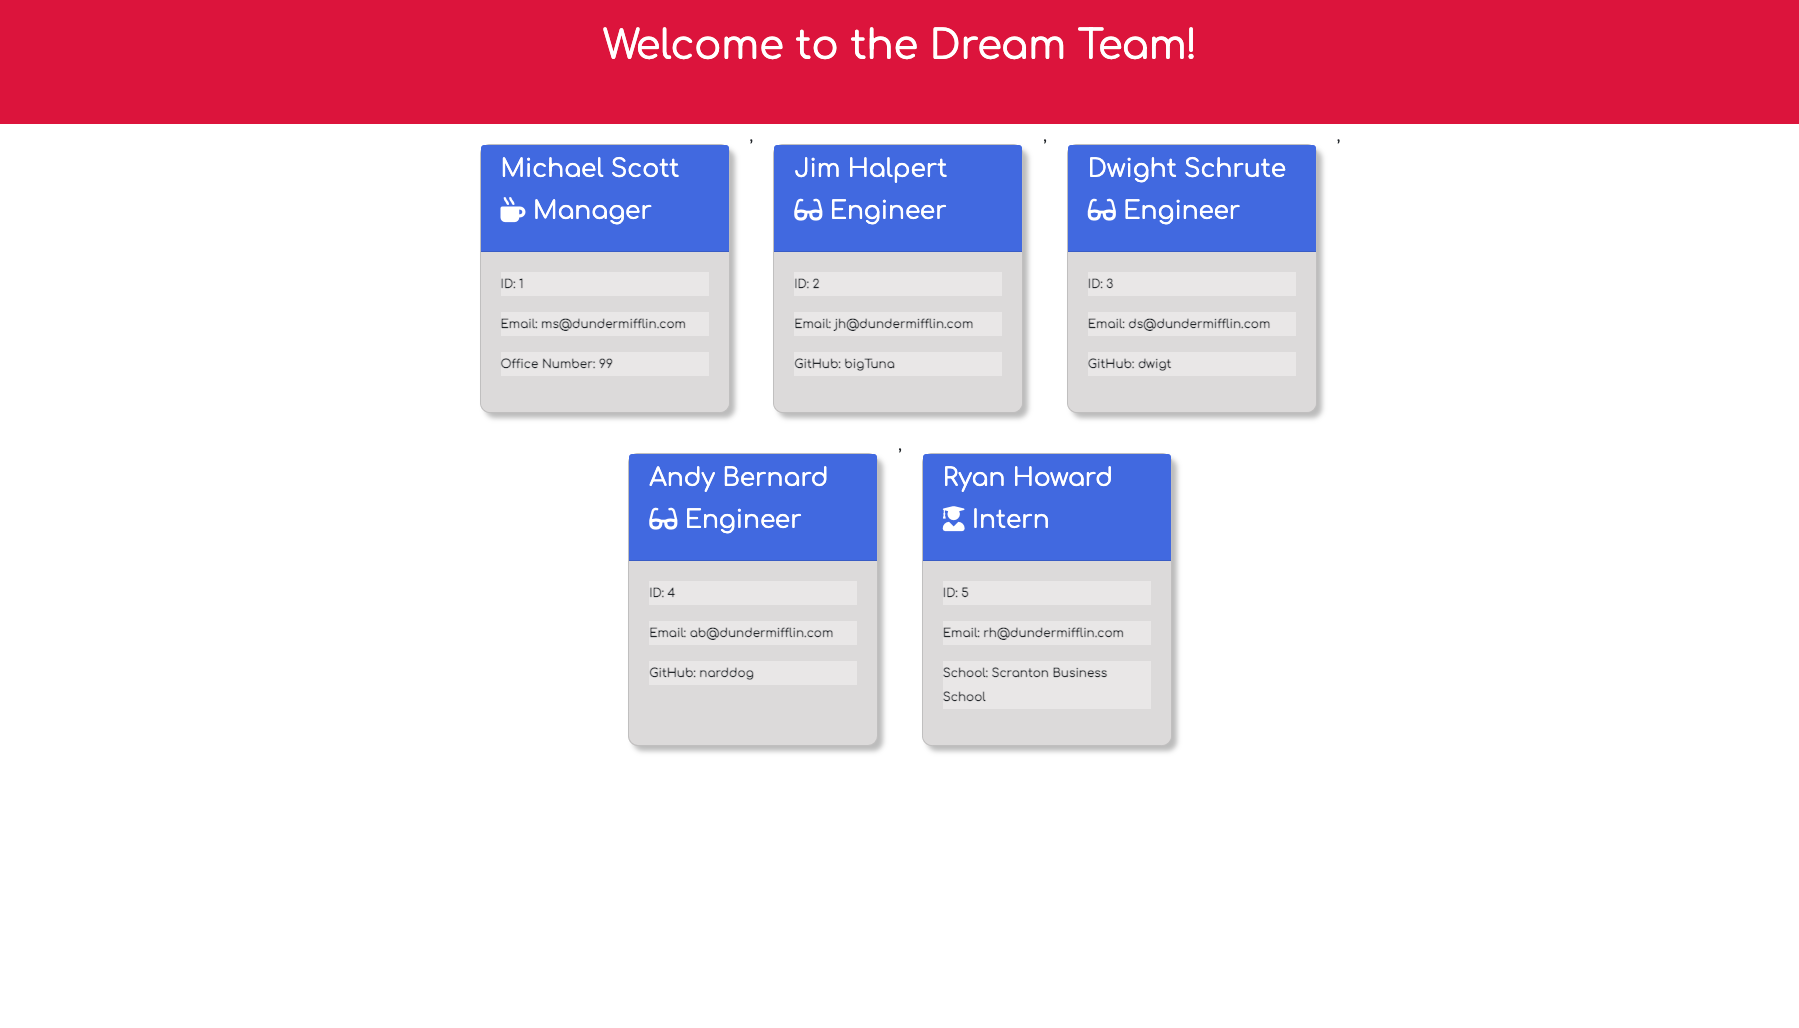 Welcome to the Dream Team!
Michael Scott
Manager
ID: 1
Email: ms@dundermifflin.com
Office Number: 99
,
Jim Halpert
Engineer
ID: 2
Email: jh@dundermifflin.com
GitHub: bigTuna
,
Dwight Schrute
Engineer
ID: 3
Email: ds@dundermifflin.com
GitHub: dwigt
,
Andy Bernard
Engineer
ID: 4
Email: ab@dundermifflin.com
GitHub: narddog
,
Ryan Howard
Intern
ID: 5
Email: rh@dundermifflin.com
School: Scranton Business
School